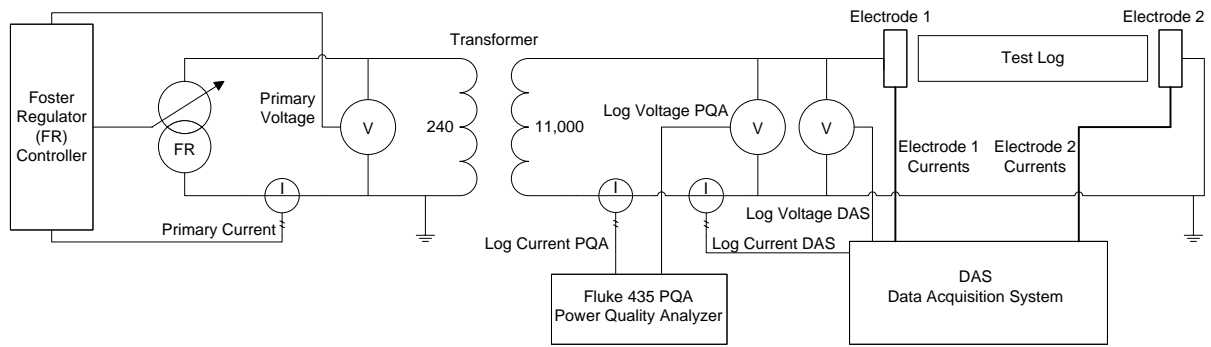 Electrode 1
Electrode 2
Transformer
Test Log
Foster
Regulator
(FR)
Controller
Primary
Voltage
Log Voltage PQA
V
240
11,000
V
V
FR
Electrode 1
Currents
Electrode 2
Currents
I
I
I
Log Voltage DAS
Primary Current
Log Current PQA
Log Current DAS
DAS
Data Acquisition System
Fluke 435 PQA
Power Quality Analyzer